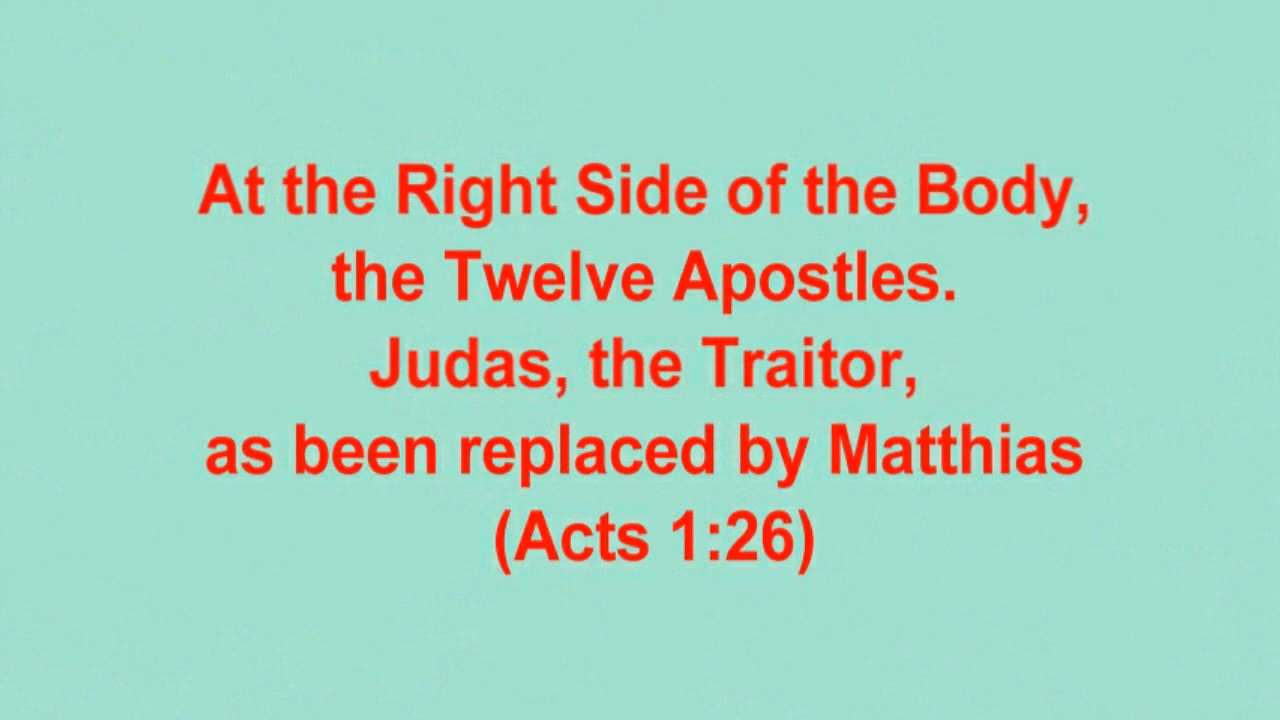 At the Right Side of the Body,
the Twelve Apostles.
Judas, the Traitor,
as been replaced by Matthias
(Acts 1:26)